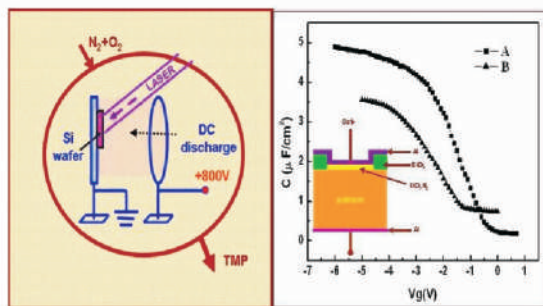 N₂+O₂
LASER
Si
wafer
DC
discharge
+800V
TMP
C (μ F/cm²)
5
4
3
2
1
0
A
B
Al
-7 -6 -5 -4 -3 -2 -1 0 1
Vg(V)